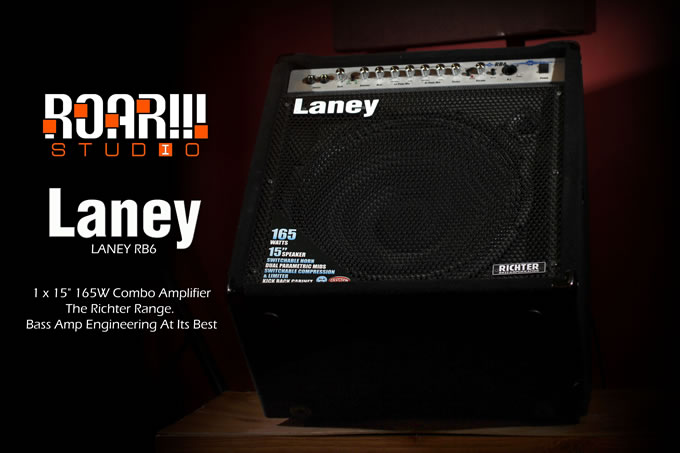 ROAR!!!
STUDIO
Laney
LANEY RB6
1 x 15" 165W Combo Amplifier
The Richter Range.
Bass Amp Engineering At Its Best
Laney
165
WATTS
15"
SPEAKER
SWITCHABLE HORN
DUAL PARAMETRIC MIDS
SWITCHABLE COMPRESSION
& LIMITER
KICK BACK CABINET
RICHTER
RB6